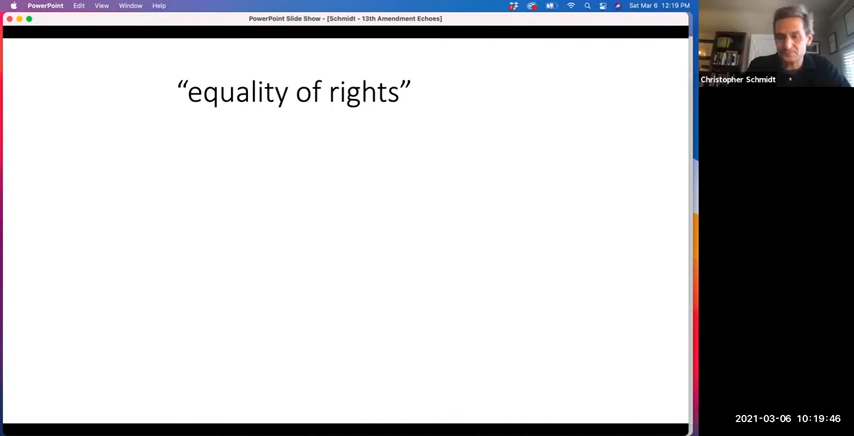 PowerPoint Edit View Window Help Sat Mar 6 12:19 PM
PowerPoint Slide Show - [Schmidt - 13th Amendment Echoes]
“equality of rights”
Christopher Schmidt
2021-03-06 10:19:46